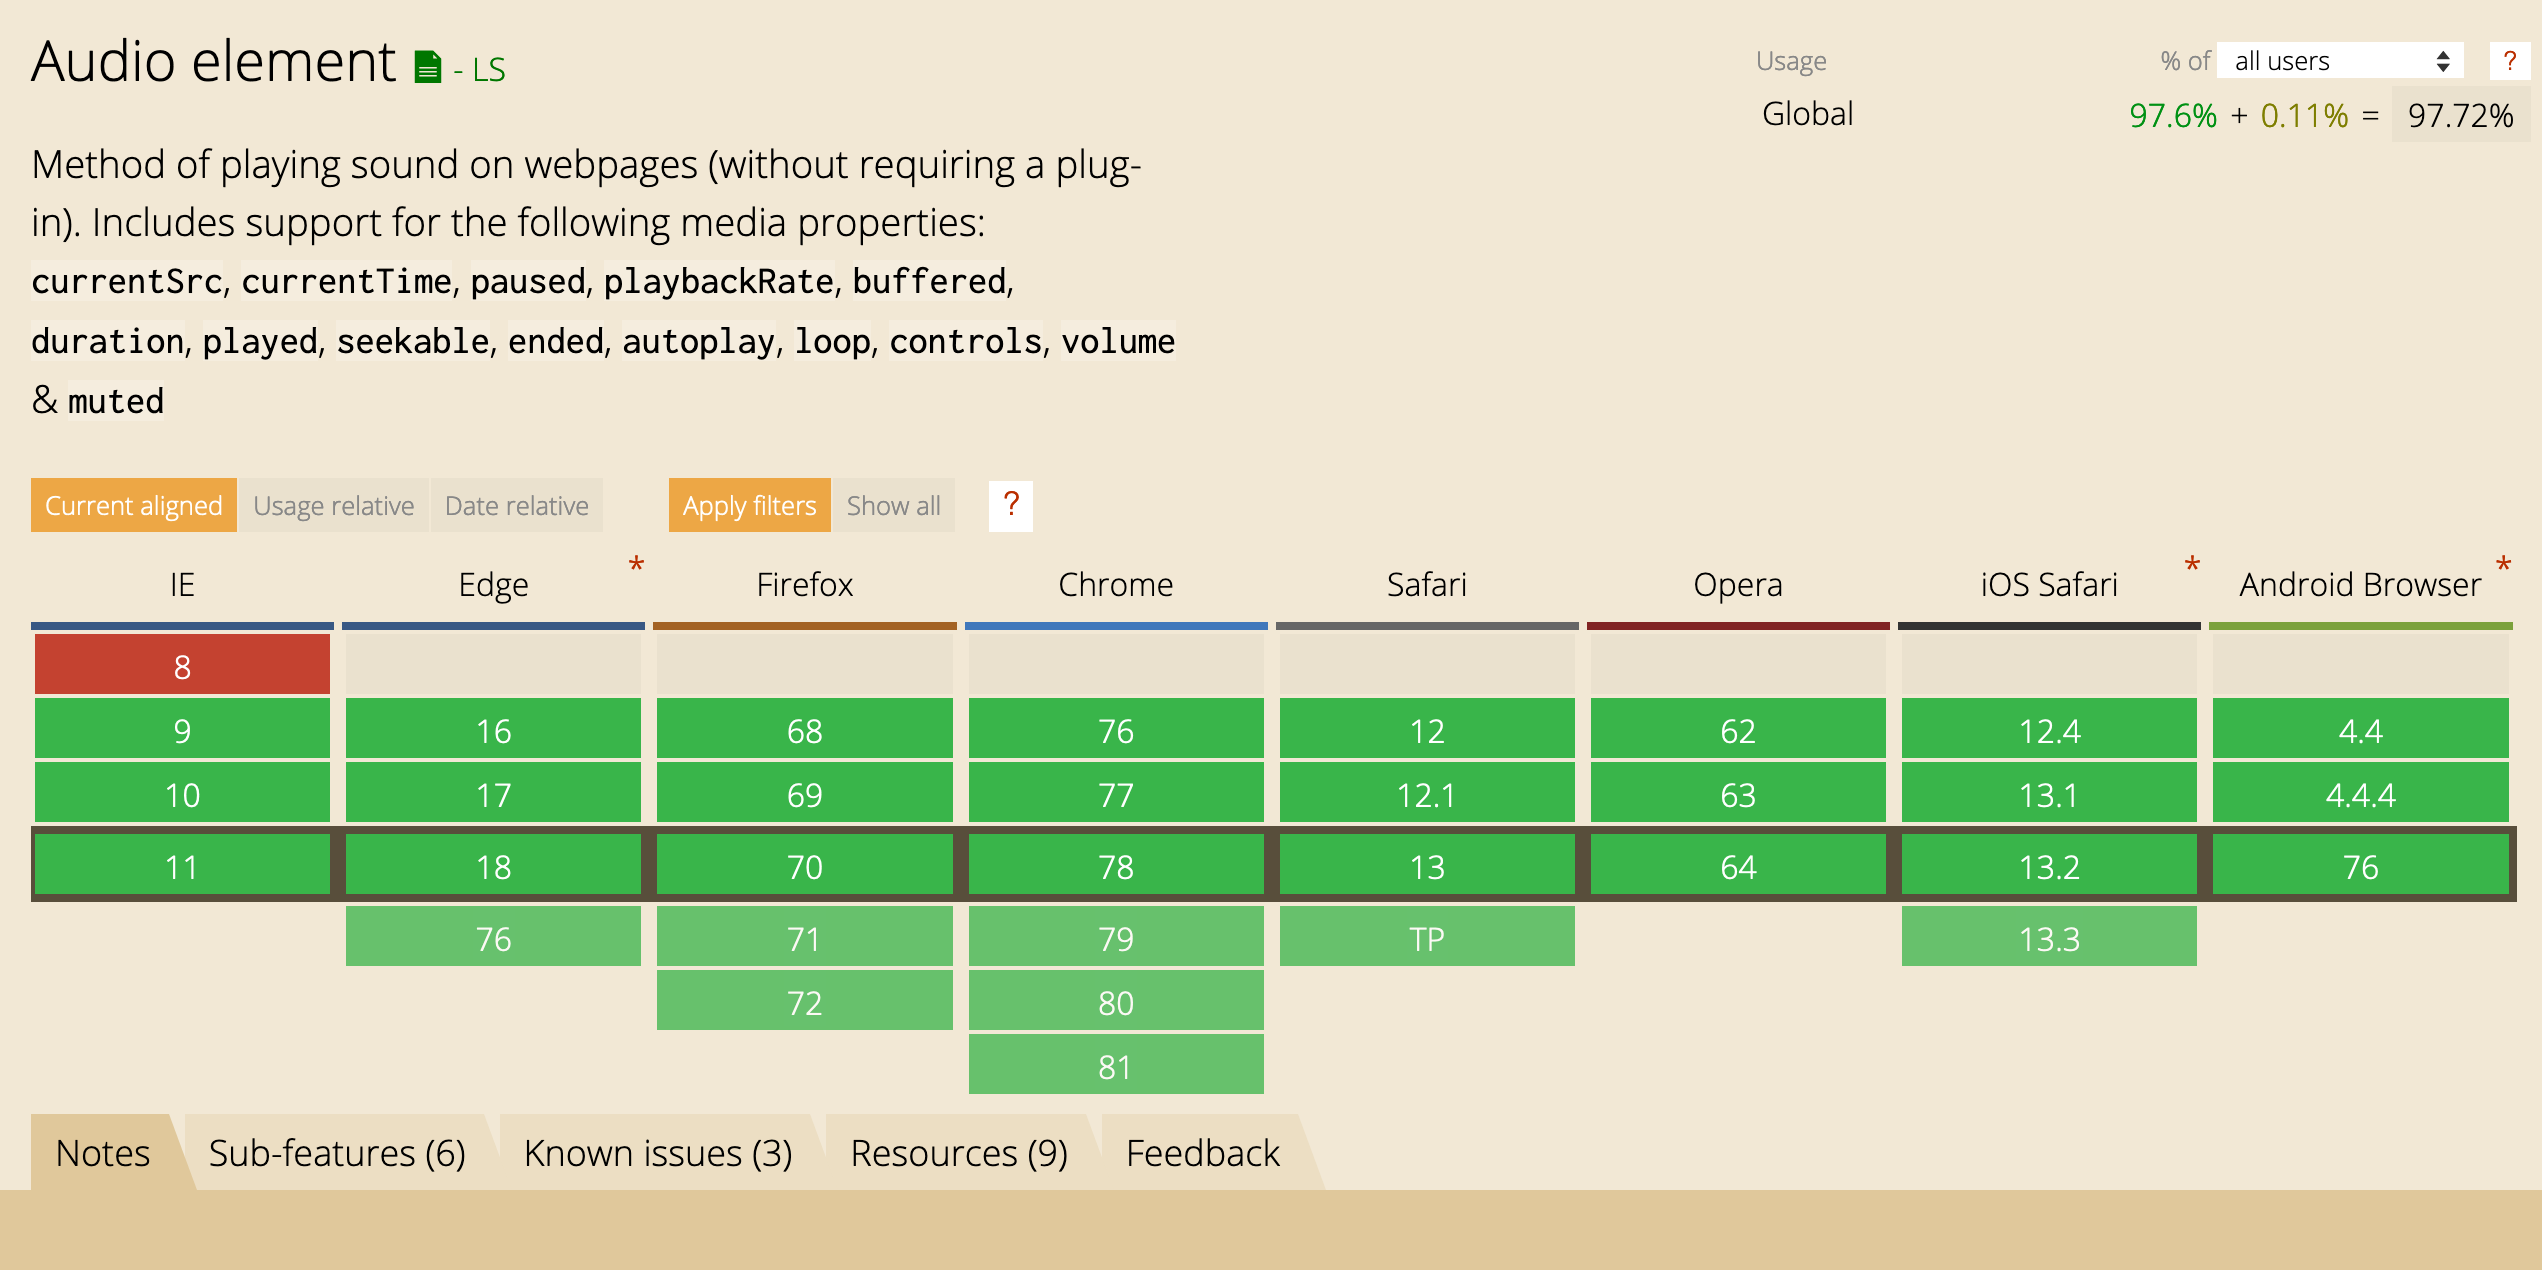 Audio element - LS
Usage % of all users ?
Global 97.6% + 0.11% = 97.72%
Method of playing sound on webpages (without requiring a plug-
in). Includes support for the following media properties:
currentSrc, currentTime, paused, playbackRate, buffered,
duration, played, seekable, ended, autoplay, loop, controls, volume
& muted
Current aligned Usage relative Date relative Apply filters Show all ?
IE Edge * Firefox Chrome Safari Opera iOS Safari * Android Browser *
8
9 16 68 76 12 62 12.4 4.4
10 17 69 77 12.1 63 13.1 4.4.4
11 18 70 78 13 64 13.2 76
76 71 79 TP 13.3
72 80
81
Notes Sub-features (6) Known issues (3) Resources (9) Feedback